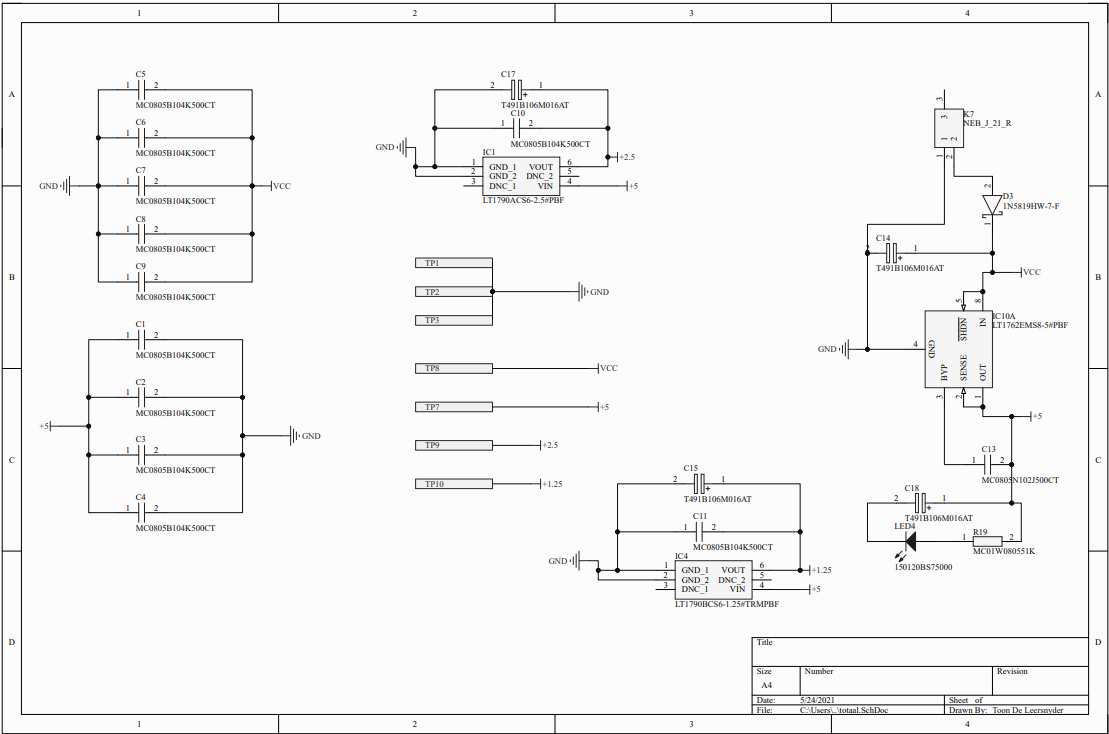 1 2 3 4
A A
B B
C C
D D
C5
1 2
MC0805B104K500CT
C6
1 2
MC0805B104K500CT
C7
GND 1 2 VCC
MC0805B104K500CT
C8
1 2
MC0805B104K500CT
C9
1 2
MC0805B104K500CT
C1
1 2
MC0805B104K500CT
C2
1 2
MC0805B104K500CT
+5
C3
1 2 GND
MC0805B104K500CT
C4
1 2
MC0805B104K500CT
C17
2 + 1
T491B106M016AT
C10
1 2
MC0805B104K500CT
GND
IC1
1 GND_1 VOUT 6 +2.5
2 GND_2 DNC_2 5
3 DNC_1 VIN 4 +5
LT1790ACS6-2.5#PBF
TP1
TP2 GND
TP3
TP8 VCC
TP7 +5
TP9 +2.5
TP10 +1.25
C15
2 + 1
T491B106M016AT
C11
1 2
MC0805B104K500CT
GND
IC4
1 GND_1 VOUT 6 +1.25
2 GND_2 DNC_2 5
3 DNC_1 VIN 4 +5
LT1790BCS6-1.25#TRMPBF
3
3 K7
NEB_J_21_R
1 2
1 2
2
D3
1N5819HW-7-F
1
C14
2 + 1
T491B106M016AT
VCC
5 8
IC10A
LT1762EMS8-5#PBF
SHDN IN
GND 4 GND
BYP SENSE OUT
3 2 1
+5
C13
1 2
MC0805N102J500CT
C18
2 + 1
T491B106M016AT
LED4
R19
1 2
MC01W080551K
150120BS75000
Title
Size Number Revision
A4
Date: 5/24/2021 Sheet of
File: C:\Users\..\totaal.SchDoc Drawn By: Toon De Leersnyder
1 2 3 4